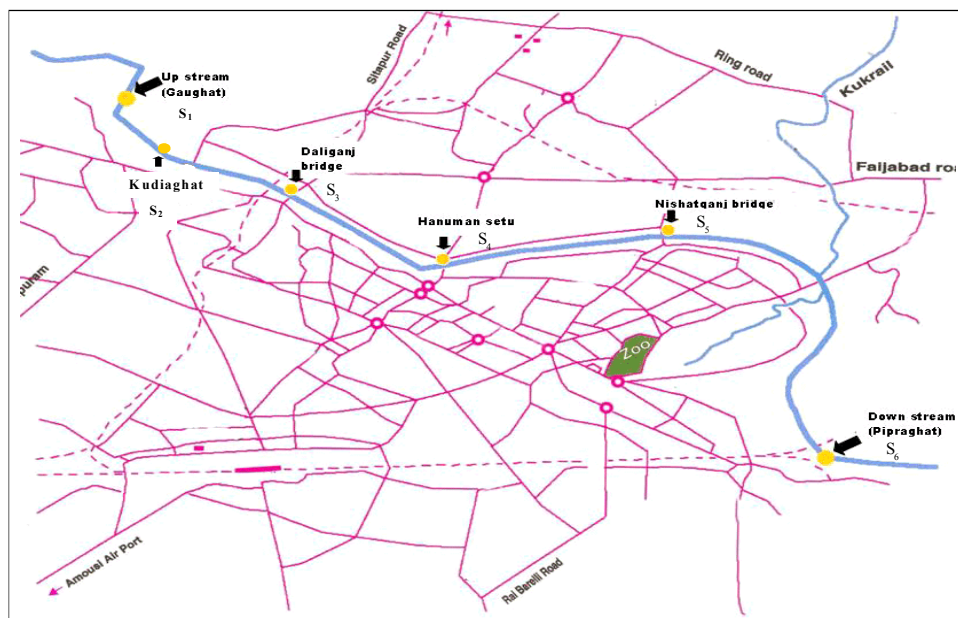 Up stream
(Gaughat)
S1
Kudiaghat
S2
Daliganj
bridge
S3
Hanuman setu
S4
Nishatganj bridge
S5
Sitapur Road
Ring road
Kukrail
Faijabad roa
puram
Zoo
Down stream
(Pipraghat)
S6
Amousi Air Port
Rai Barelli Road